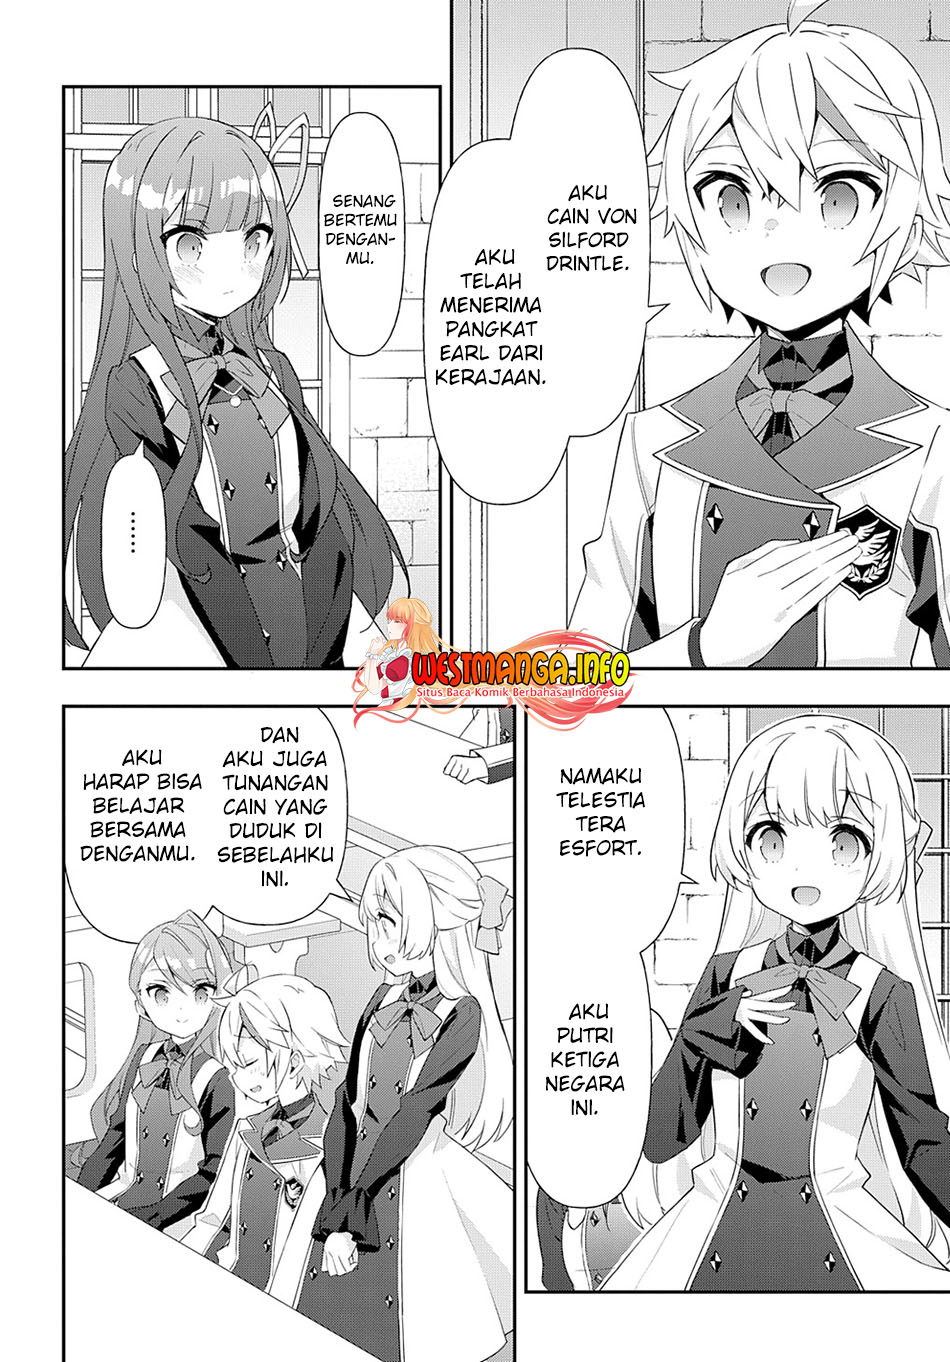 AKU
CAIN VON
SILFORD
DRINTLE.
AKU
TELAH
MENERIMA
PANGKAT
EARL DARI
KERAJAAN.
SENANG
BERTEMU
DENGAN-
MU.
........
WESTMANGA.INFO
Situs Baca Komik Berbahasa Indonesia
NAMAKU
TELESTIA
TERA
ESFORT.
AKU
PUTRI
KETIGA
NEGARA
INI.
DAN
AKU JUGA
TUNANGAN
CAIN YANG
DUDUK DI
SEBELAHKU
INI.
AKU
HARAP BISA
BELAJAR
BERSAMA
DENGANMU.